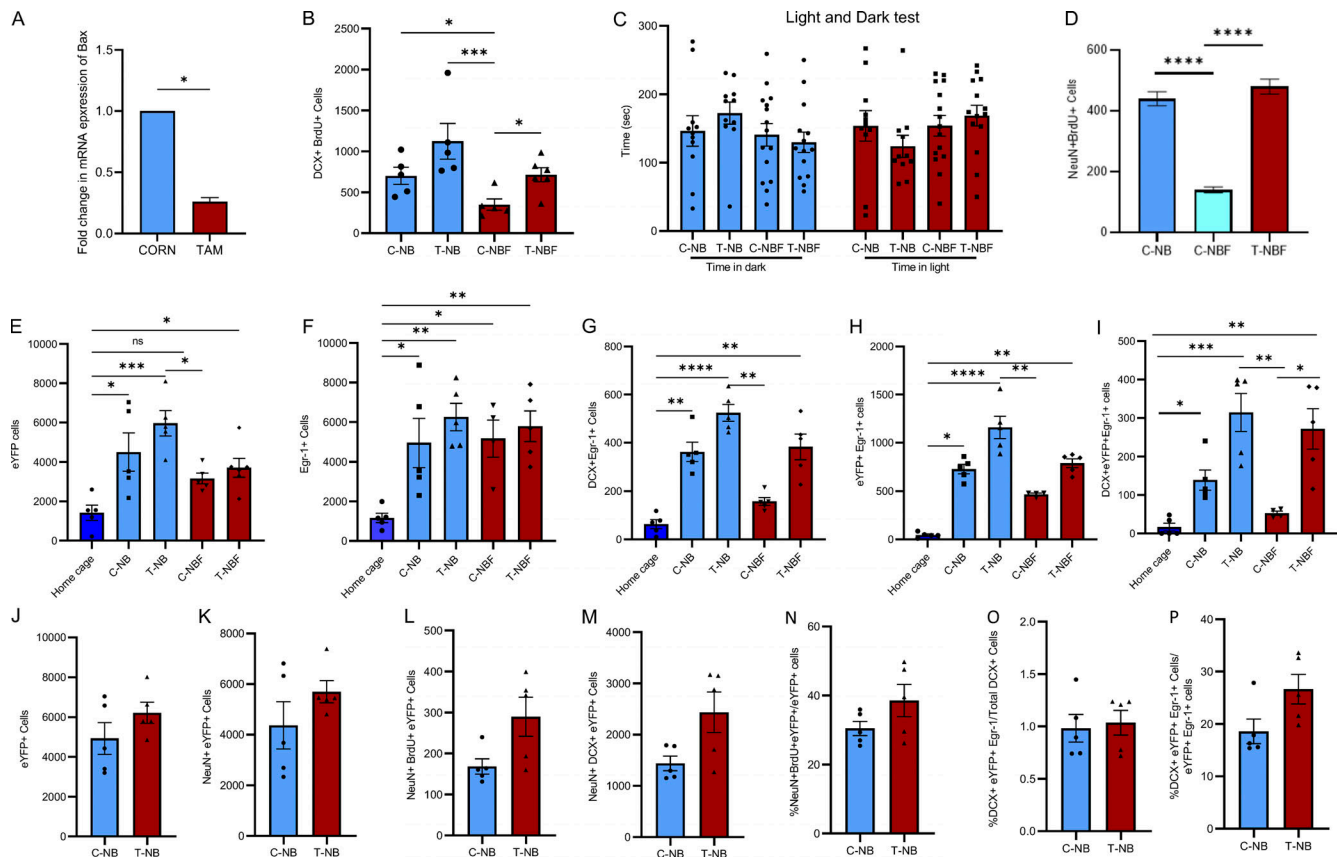 A
Fold change in mRNA epxression of Bax
1.5
1.0
0.5
0.0
*
CORN TAM
B
DCX+ BrdU+ Cells
2500
2000
1500
1000
500
0
*
***
*
C-NB T-NB C-NBF T-NBF
C
Light and Dark test
Time (sec)
300
200
100
0
C-NB T-NB C-NBF T-NBF C-NB T-NB C-NBF T-NBF
Time in dark Time in light
D
NeuN+BrdU+ Cells
600
400
200
0
****
****
C-NB C-NBF T-NBF
E
eYFP cells
10000
8000
6000
4000
2000
0
*
ns
***
*
*
Home cage C-NB T-NB C-NBF T-NBF
F
Egr-1+ Cells
10000
8000
6000
4000
2000
0
**
*
**
*
Home cage C-NB T-NB C-NBF T-NBF
G
DCX+Egr-1+ Cells
800
600
400
200
0
**
****
**
**
Home cage C-NB T-NB C-NBF T-NBF
H
eYFP+ Egr-1+ Cells
2000
1500
1000
500
0
**
****
**
*
Home cage C-NB T-NB C-NBF T-NBF
I
DCX+eYFP+Egr-1+ cells
500
400
300
200
100
0
**
***
**
*
*
Home cage C-NB T-NB C-NBF T-NBF
J
eYFP+ Cells
10000
8000
6000
4000
2000
0
C-NB T-NB
K
NeuN+ eYFP+ Cells
8000
6000
4000
2000
0
C-NB T-NB
L
NeuN+ BrdU+ eYFP+ Cells
500
400
300
200
100
0
C-NB T-NB
M
NeuN+ DCX+ eYFP+ Cells
4000
3000
2000
1000
0
C-NB T-NB
N
%NeuN+BrdU+eYFP+/eYFP+ cells
60
40
20
0
C-NB T-NB
O
%DCX+ eYFP+ Egr-1/Total DCX+ Cells
2.0
1.5
1.0
0.5
0.0
C-NB T-NB
P
%DCX+ eYFP+ Egr-1+ Cells/
eYFP+ Egr-1+ cells
40
30
20
10
0
C-NB T-NB